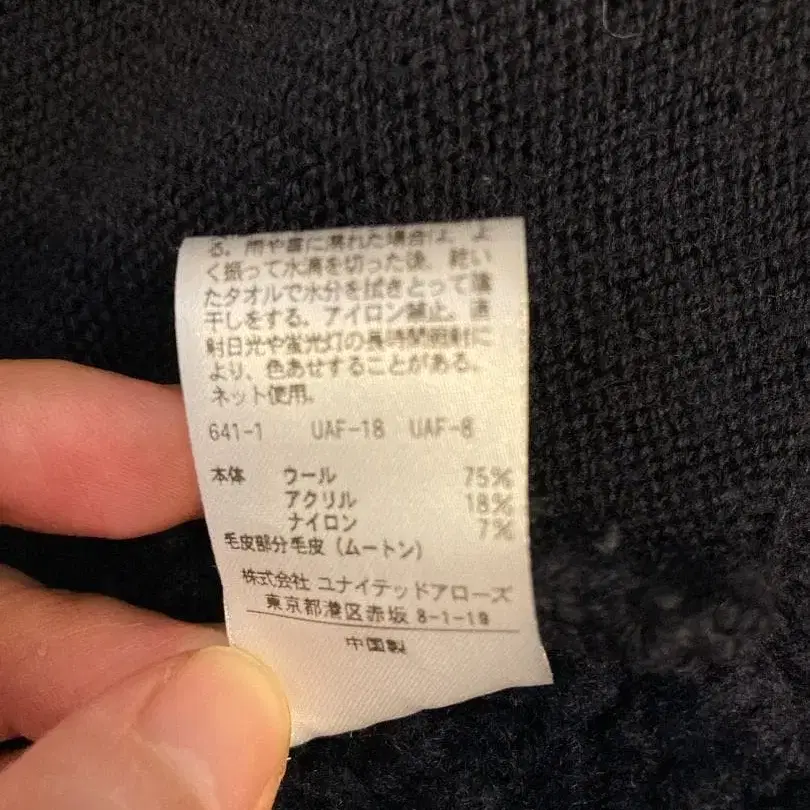 る。雨や雪に濡れた場合は、よ
く振って水滴を切った後、乾い
たタオルで水分を拭きとって陰
干しをする。アイロン禁止。直
射日光や蛍光灯の長時間照射に
より、色あせすることがある。
ネット使用。
641-1 UAF-18 UAF-8
本体 ウール 75%
アクリル 18%
ナイロン 7%
毛皮部分毛皮（ムートン）
株式会社 ユナイテッドアローズ
東京都港区赤坂 8-1-19
中国製